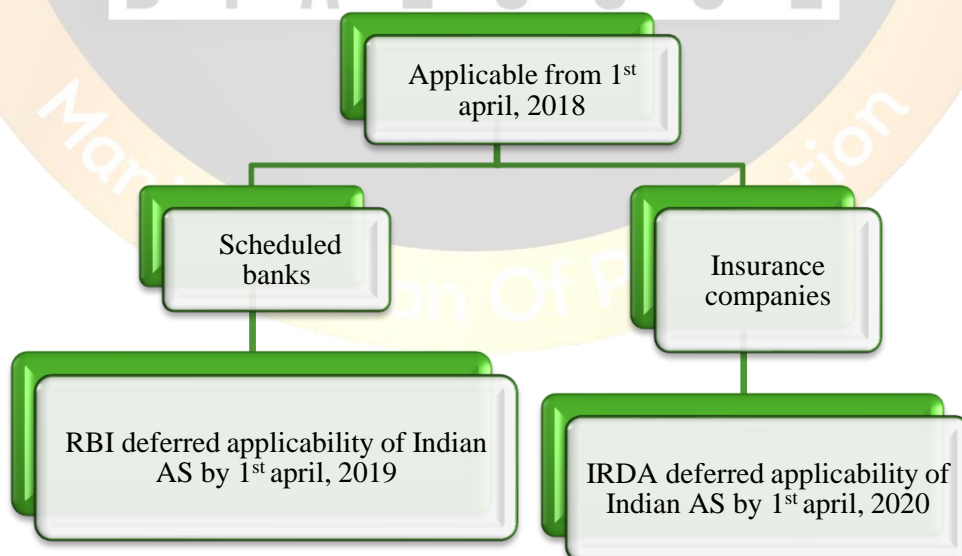 Applicable from 1st
april, 2018
Scheduled
banks
Insurance
companies
RBI deferred applicability of Indian
AS by 1st april, 2019
IRDA deferred applicability of
Indian AS by 1st april, 2020